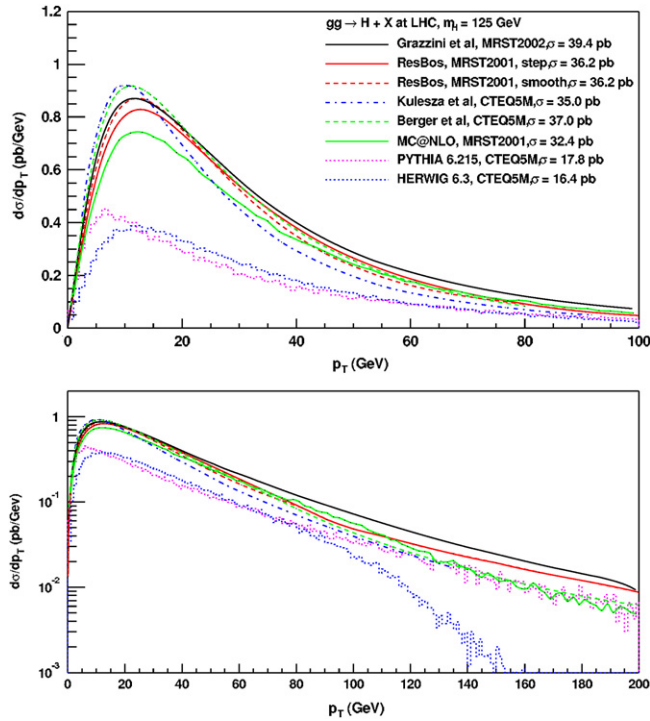 gg → H + X at LHC, mH = 125 GeV
Grazzini et al, MRST2002,σ = 39.4 pb
ResBos, MRST2001, step,σ = 36.2 pb
ResBos, MRST2001, smooth,σ = 36.2 pb
Kulesza et al, CTEQ5M,σ = 35.0 pb
Berger et al, CTEQ5M,σ = 37.0 pb
MC@NLO, MRST2001,σ = 32.4 pb
PYTHIA 6.215, CTEQ5M,σ = 17.8 pb
HERWIG 6.3, CTEQ5M,σ = 16.4 pb
dσ/dpT (pb/GeV)
1.2
1
0.8
0.6
0.4
0.2
0
0 20 40 60 80 100
pT (GeV)
dσ/dpT (pb/GeV)
1
10-1
10-2
10-3
0 20 40 60 80 100 120 140 160 180 200
pT (GeV)